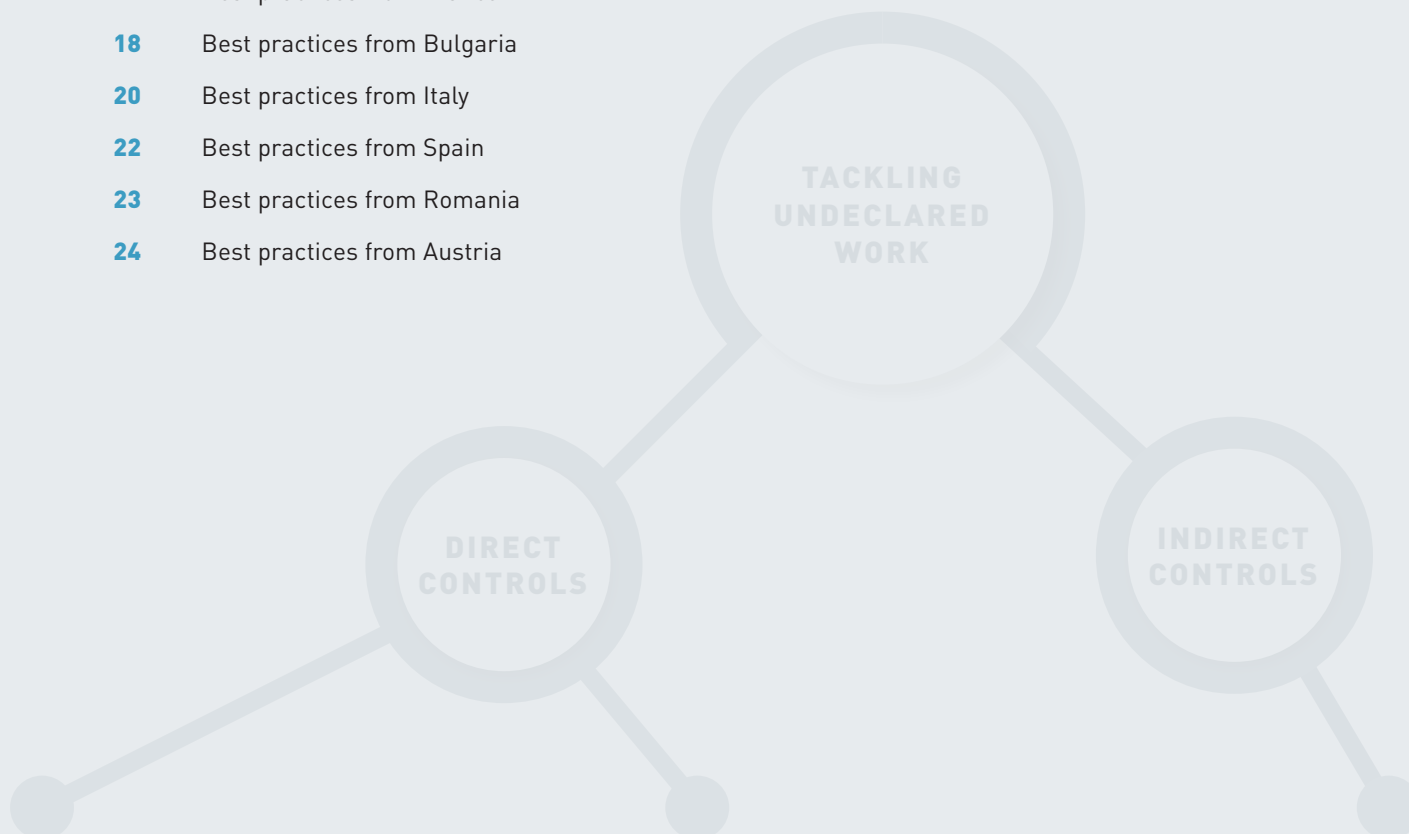 18 Best practices from Bulgaria
20 Best practices from Italy
22 Best practices from Spain
23 Best practices from Romania
24 Best practices from Austria
TACKLING
UNDECLARED
WORK
DIRECT
CONTROLS
INDIRECT
CONTROLS